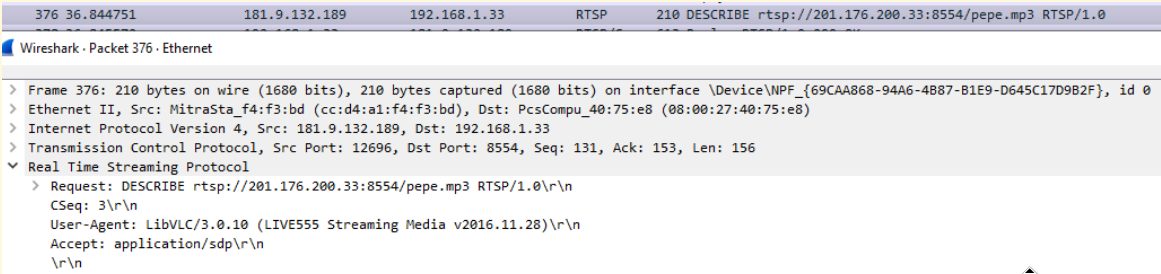 376 36.844751 181.9.132.189 192.168.1.33 RTSP 210 DESCRIBE rtsp://201.176.200.33:8554/pepe.mp3 RTSP/1.0
Wireshark · Packet 376 · Ethernet
Frame 376: 210 bytes on wire (1680 bits), 210 bytes captured (1680 bits) on interface \Device\NPF_{69CAA868-94A6-4B87-B1E9-D645C17D9B2F}, id 0
Ethernet II, Src: MitraSta_f4:f3:bd (cc:d4:a1:f4:f3:bd), Dst: PcsCompu_40:75:e8 (08:00:27:40:75:e8)
Internet Protocol Version 4, Src: 181.9.132.189, Dst: 192.168.1.33
Transmission Control Protocol, Src Port: 12696, Dst Port: 8554, Seq: 131, Ack: 153, Len: 156
Real Time Streaming Protocol
Request: DESCRIBE rtsp://201.176.200.33:8554/pepe.mp3 RTSP/1.0\r\n
CSeq: 3\r\n
User-Agent: LibVLC/3.0.10 (LIVE555 Streaming Media v2016.11.28)\r\n
Accept: application/sdp\r\n
\r\n